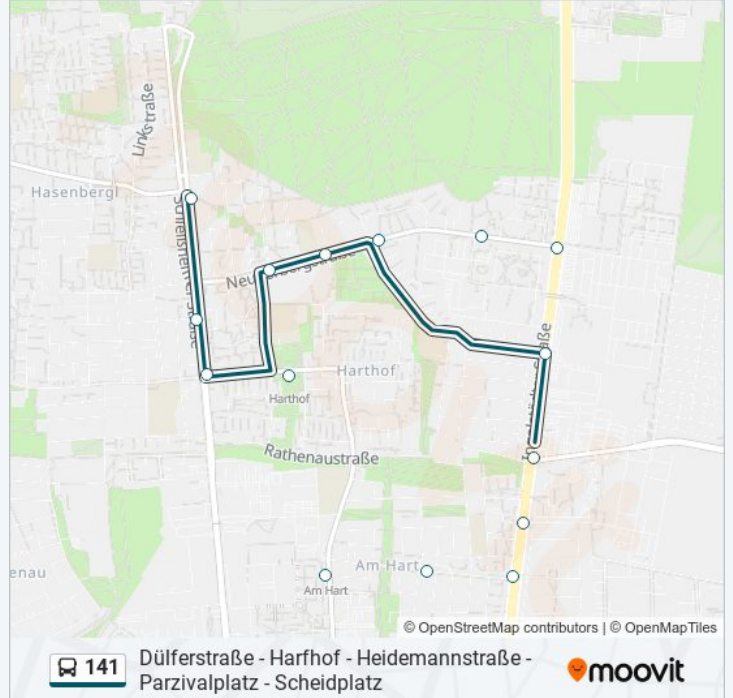 Linkstraße
Hasenbergl
Harthof
Harthof
Rathenaustraße
Am Hart
enau
Am Hart
© OpenStreetMap contributors | © OpenMapTiles
141
Dülferstraße - Harfhof - Heidemannstraße -
Parzivalplatz - Scheidplatz
moovit